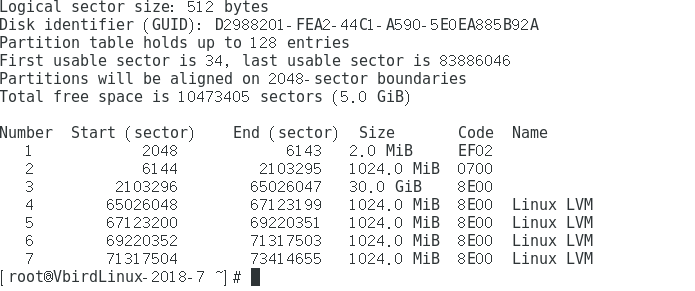 Logical sector size: 512 bytes
Disk identifier (GUID): D2988201-FEA2-44C1-A590-5E0EA885B92A
Partition table holds up to 128 entries
First usable sector is 34, last usable sector is 83886046
Partitions will be aligned on 2048-sector boundaries
Total free space is 10473405 sectors (5.0 GiB)
Number  Start (sector)    End (sector)  Size       Code  Name
   1            2048            6143   2.0 MiB     EF02
   2            6144         2103295   1024.0 MiB  0700
   3         2103296        65026047   30.0 GiB    8E00
   4        65026048        67123199   1024.0 MiB  8E00  Linux LVM
   5        67123200        69220351   1024.0 MiB  8E00  Linux LVM
   6        69220352        71317503   1024.0 MiB  8E00  Linux LVM
   7        71317504        73414655   1024.0 MiB  8E00  Linux LVM
[root@VbirdLinux-2018-7 ~]#